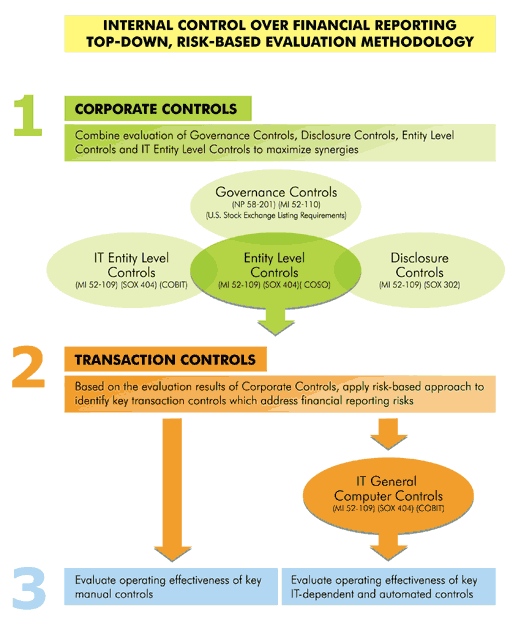 INTERNAL CONTROL OVER FINANCIAL REPORTING
TOP-DOWN, RISK-BASED EVALUATION METHODOLOGY
1
CORPORATE CONTROLS
Combine evaluation of Governance Controls, Disclosure Controls, Entity Level
Controls and IT Entity Level Controls to maximize synergies
Governance Controls
(NP 58-201) (MI 52-110)
(U.S. Stock Exchange Listing Requirements)
IT Entity Level
Controls
(MI 52-109) (SOX 404) (COBIT)
Entity Level
Controls
(MI 52-109) (SOX 404)( COSO)
Disclosure
Controls
(MI 52-109) (SOX 302)
2
TRANSACTION CONTROLS
Based on the evaluation results of Corporate Controls, apply risk-based approach to
identify key transaction controls which address financial reporting risks
IT General
Computer Controls
(MI 52-109) (SOX 404) (COBIT)
3
Evaluate operating effectiveness of key
manual controls
Evaluate operating effectiveness of key
IT-dependent and automated controls